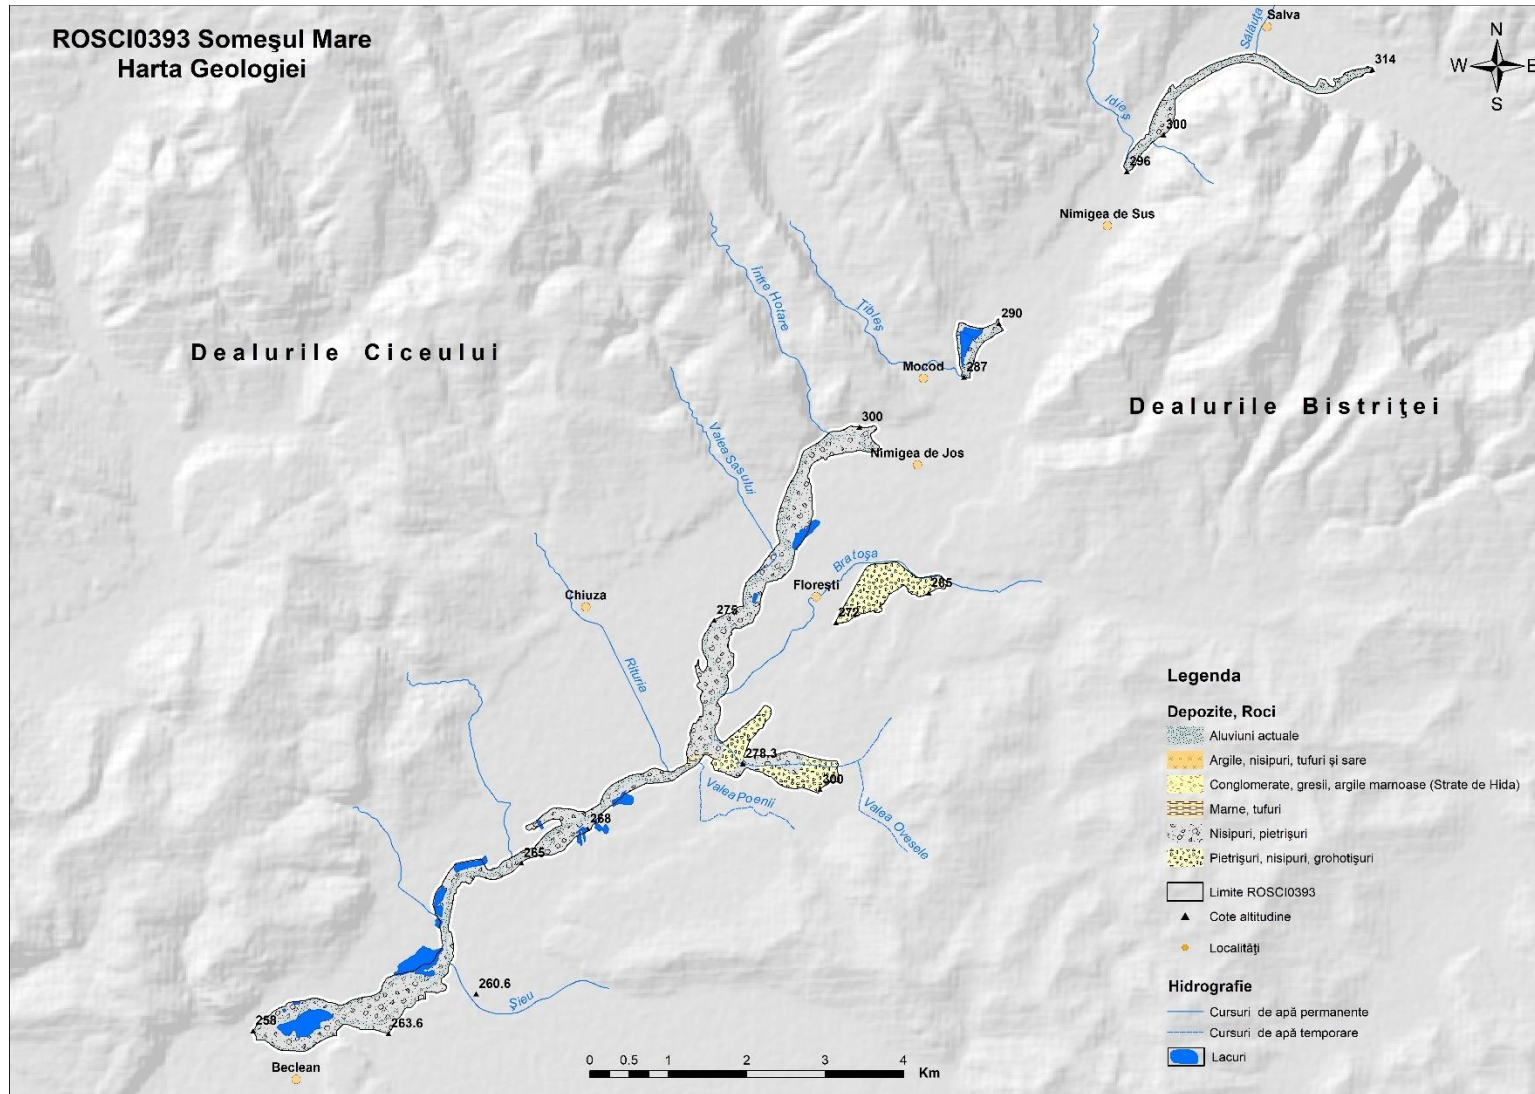 ROSCI0393 Someşul Mare
Harta Geologiei
Salva
Sălăuţa
N
W
E
S
314
Idieş
300
296
Nimigea de Sus
Între Hotare
Ţibleş
290
Dealurile Ciceului
Mocod
287
Dealurile Bistriţei
300
Valea Sasului
Nimigea de Jos
Bratoşa
Floreşti
265
Chiuza
275
272
Rituria
278.3
300
Valea Poenii
Valea Ovesele
268
265
260.6
Şieu
258
263.6
Beclean
0 0.5 1 2 3 4
Km
Legenda
Depozite, Roci
Aluviuni actuale
Argile, nisipuri, tufuri şi sare
Conglomerate, gresii, argile marnoase (Strate de Hida)
Marne, tufuri
Nisipuri, pietrişuri
Pietrişuri, nisipuri, grohotişuri
Limite ROSCI0393
Cote altitudine
Localităţi
Hidrografie
Cursuri de apă permanente
Cursuri de apă temporare
Lacuri